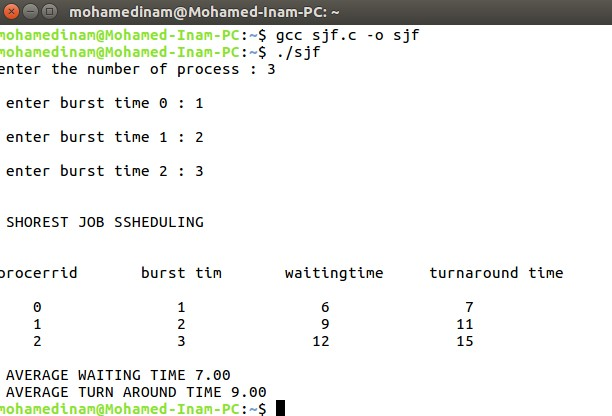 mohamedinam@Mohamed-Inam-PC: ~
mohamedinam@Mohamed-Inam-PC:~$ gcc sjf.c -o sjf
mohamedinam@Mohamed-Inam-PC:~$ ./sjf
enter the number of process : 3
enter burst time 0 : 1
enter burst time 1 : 2
enter burst time 2 : 3
SHOREST JOB SSHEDULING
procerrid burst tim waitingtime turnaround time
0 1 6 7
1 2 9 11
2 3 12 15
AVERAGE WAITING TIME 7.00
AVERAGE TURN AROUND TIME 9.00
mohamedinam@Mohamed-Inam-PC:~$